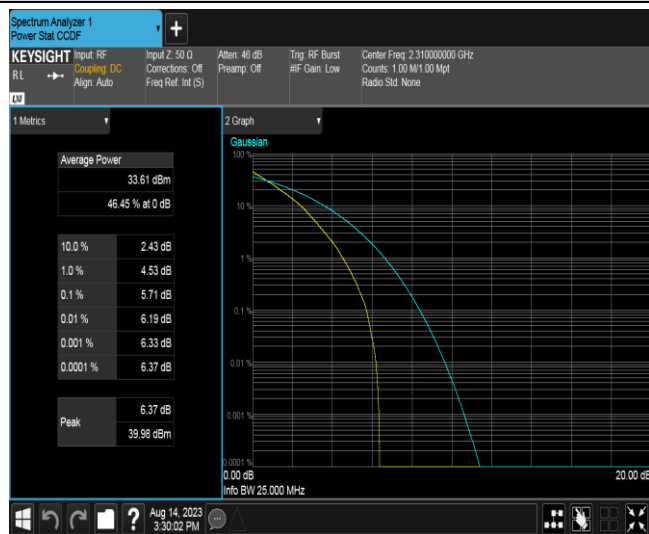 Spectrum Analyzer 1
Power Stat CCDF
+
KEYSIGHT
RL
LXI
Input: RF
Coupling: DC
Align: Auto
Input Z: 50 Ω
Corrections: Off
Freq Ref: Int (S)
Atten: 46 dB
Preamp: Off
Trig: RF Burst
#IF Gain: Low
Center Freq: 2.310000000 GHz
Counts: 1.00 M/1.00 Mpt
Radio Std: None
1 Metrics
Average Power
33.61 dBm
46.45 % at 0 dB
10.0 % 2.43 dB
1.0 % 4.53 dB
0.1 % 5.71 dB
0.01 % 6.19 dB
0.001 % 6.33 dB
0.0001 % 6.37 dB
Peak
6.37 dB
39.98 dBm
2 Graph
Gaussian
100 %
10 %
1 %
0.1 %
0.01 %
0.001 %
0.0001 %
0.00 dB 20.00 dB
Info BW 25.000 MHz
?
Aug 14, 2023
3:30:02 PM